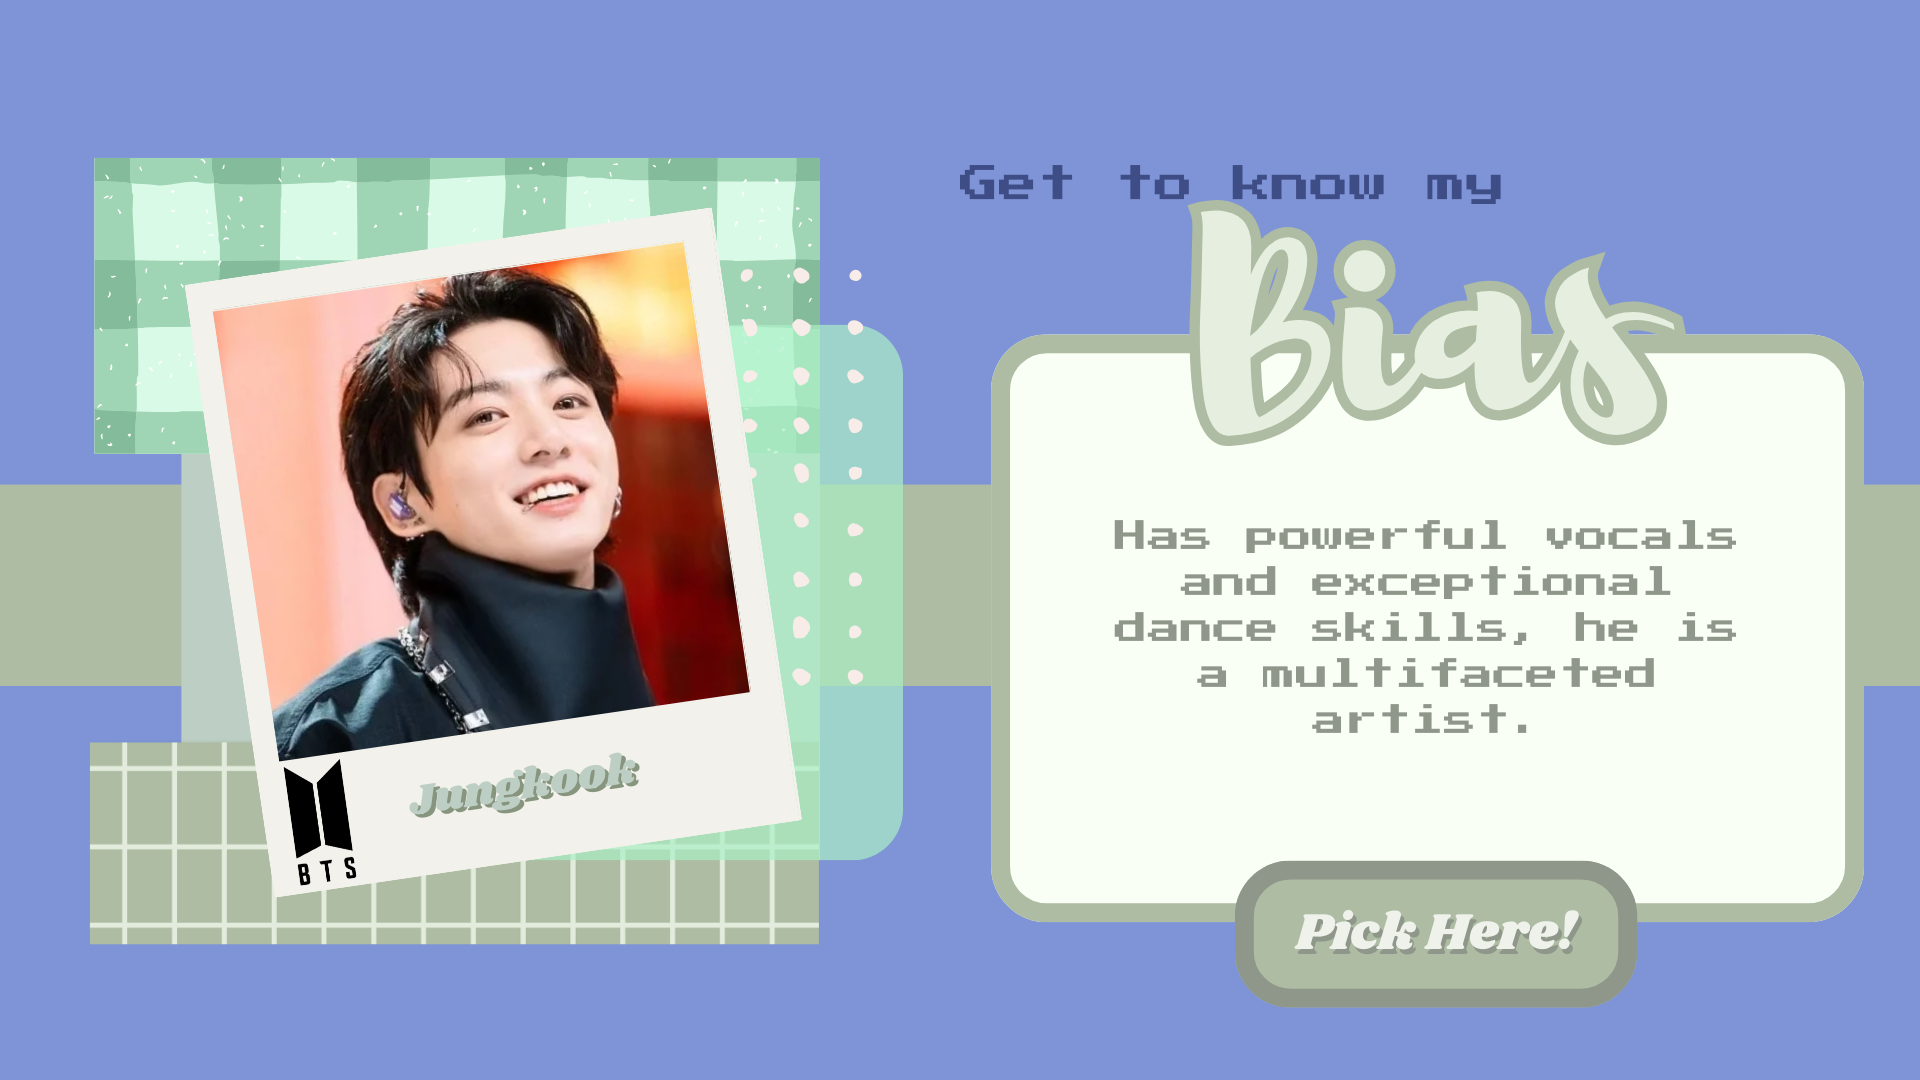 Get to know my
Bias
Has powerful vocals
and exceptional
dance skills, he is
a multifaceted
artist.
Jungkook
BTS
Pick Here!